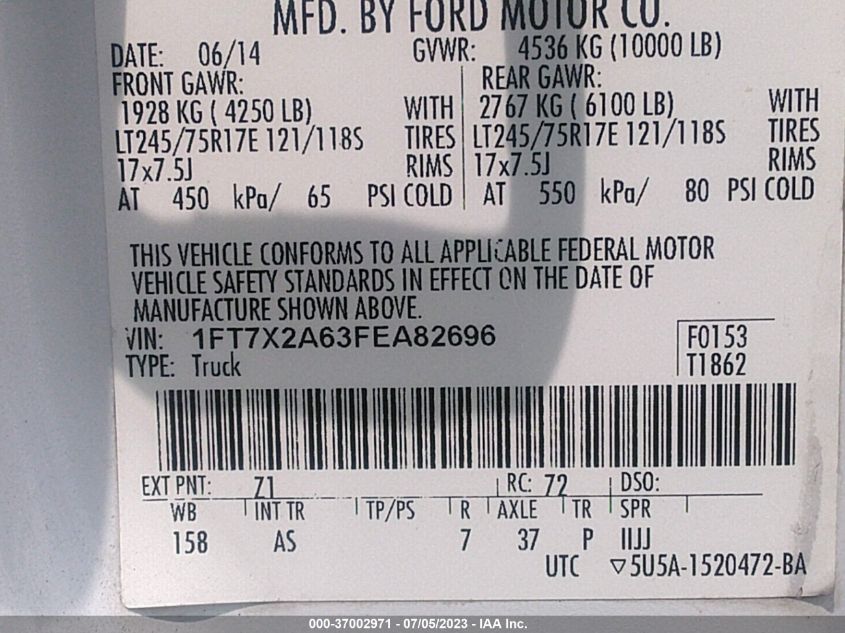 MFD. BY FORD MOTOR CO.
DATE: 06/14 GVWR: 4536 KG (10000 LB)
FRONT GAWR: REAR GAWR:
1928 KG ( 4250 LB) WITH 2767 KG ( 6100 LB) WITH
LT245/75R17E 121/118S TIRES LT245/75R17E 121/118S TIRES
17x7.5J RIMS 17x7.5J RIMS
AT 450 kPa/ 65 PSI COLD AT 550 kPa/ 80 PSI COLD
THIS VEHICLE CONFORMS TO ALL APPLICABLE FEDERAL MOTOR
VEHICLE SAFETY STANDARDS IN EFFECT ON THE DATE OF
MANUFACTURE SHOWN ABOVE.
VIN: 1FT7X2A63FEA82696 F0153
TYPE: Truck T1862
EXT PNT: Z1 RC: 72 DSO:
WB INT TR TP/PS R AXLE TR SPR
158 AS 7 37 P IIJJ
UTC ▽5U5A-1520472-BA
000-37002971 - 07/05/2023 - IAA Inc.